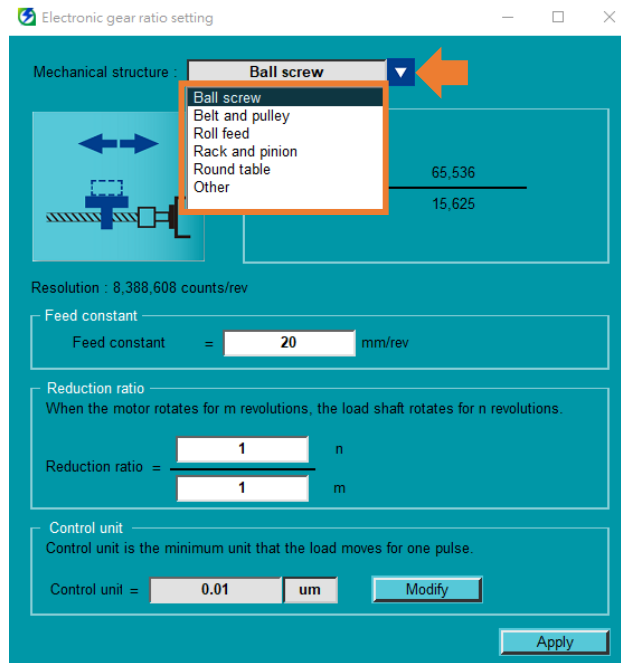 Electronic gear ratio setting
Mechanical structure : Ball screw
Ball screw
Belt and pulley
Roll feed
Rack and pinion
Round table
Other
65,536
15,625
Resolution : 8,388,608 counts/rev
Feed constant
Feed constant = 20 mm/rev
Reduction ratio
When the motor rotates for m revolutions, the load shaft rotates for n revolutions.
1 n
Reduction ratio =
1 m
Control unit
Control unit is the minimum unit that the load moves for one pulse.
Control unit = 0.01 um Modify
Apply